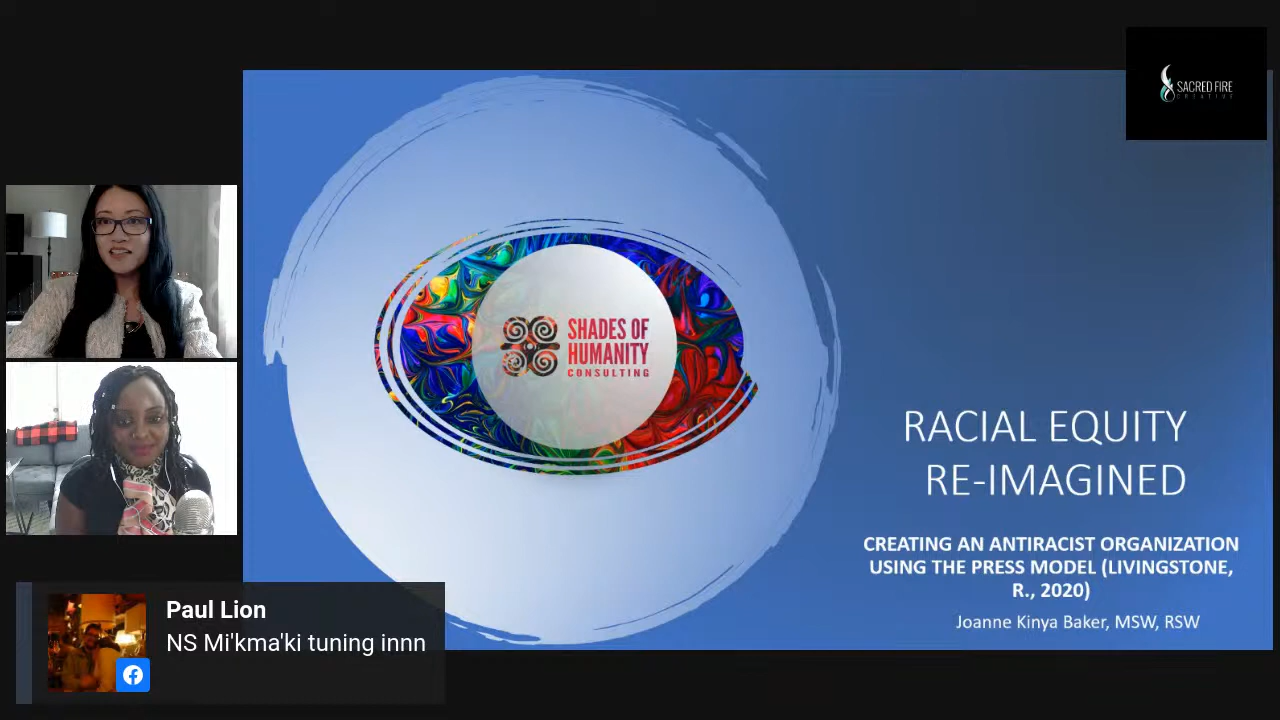 SACRED FIRE
CREATIVE
SHADES OF
HUMANITY
CONSULTING
RACIAL EQUITY
RE-IMAGINED
CREATING AN ANTIRACIST ORGANIZATION
USING THE PRESS MODEL (LIVINGSTONE,
R., 2020)
Joanne Kinya Baker, MSW, RSW
Paul Lion
NS Mi'kma'ki tuning innn